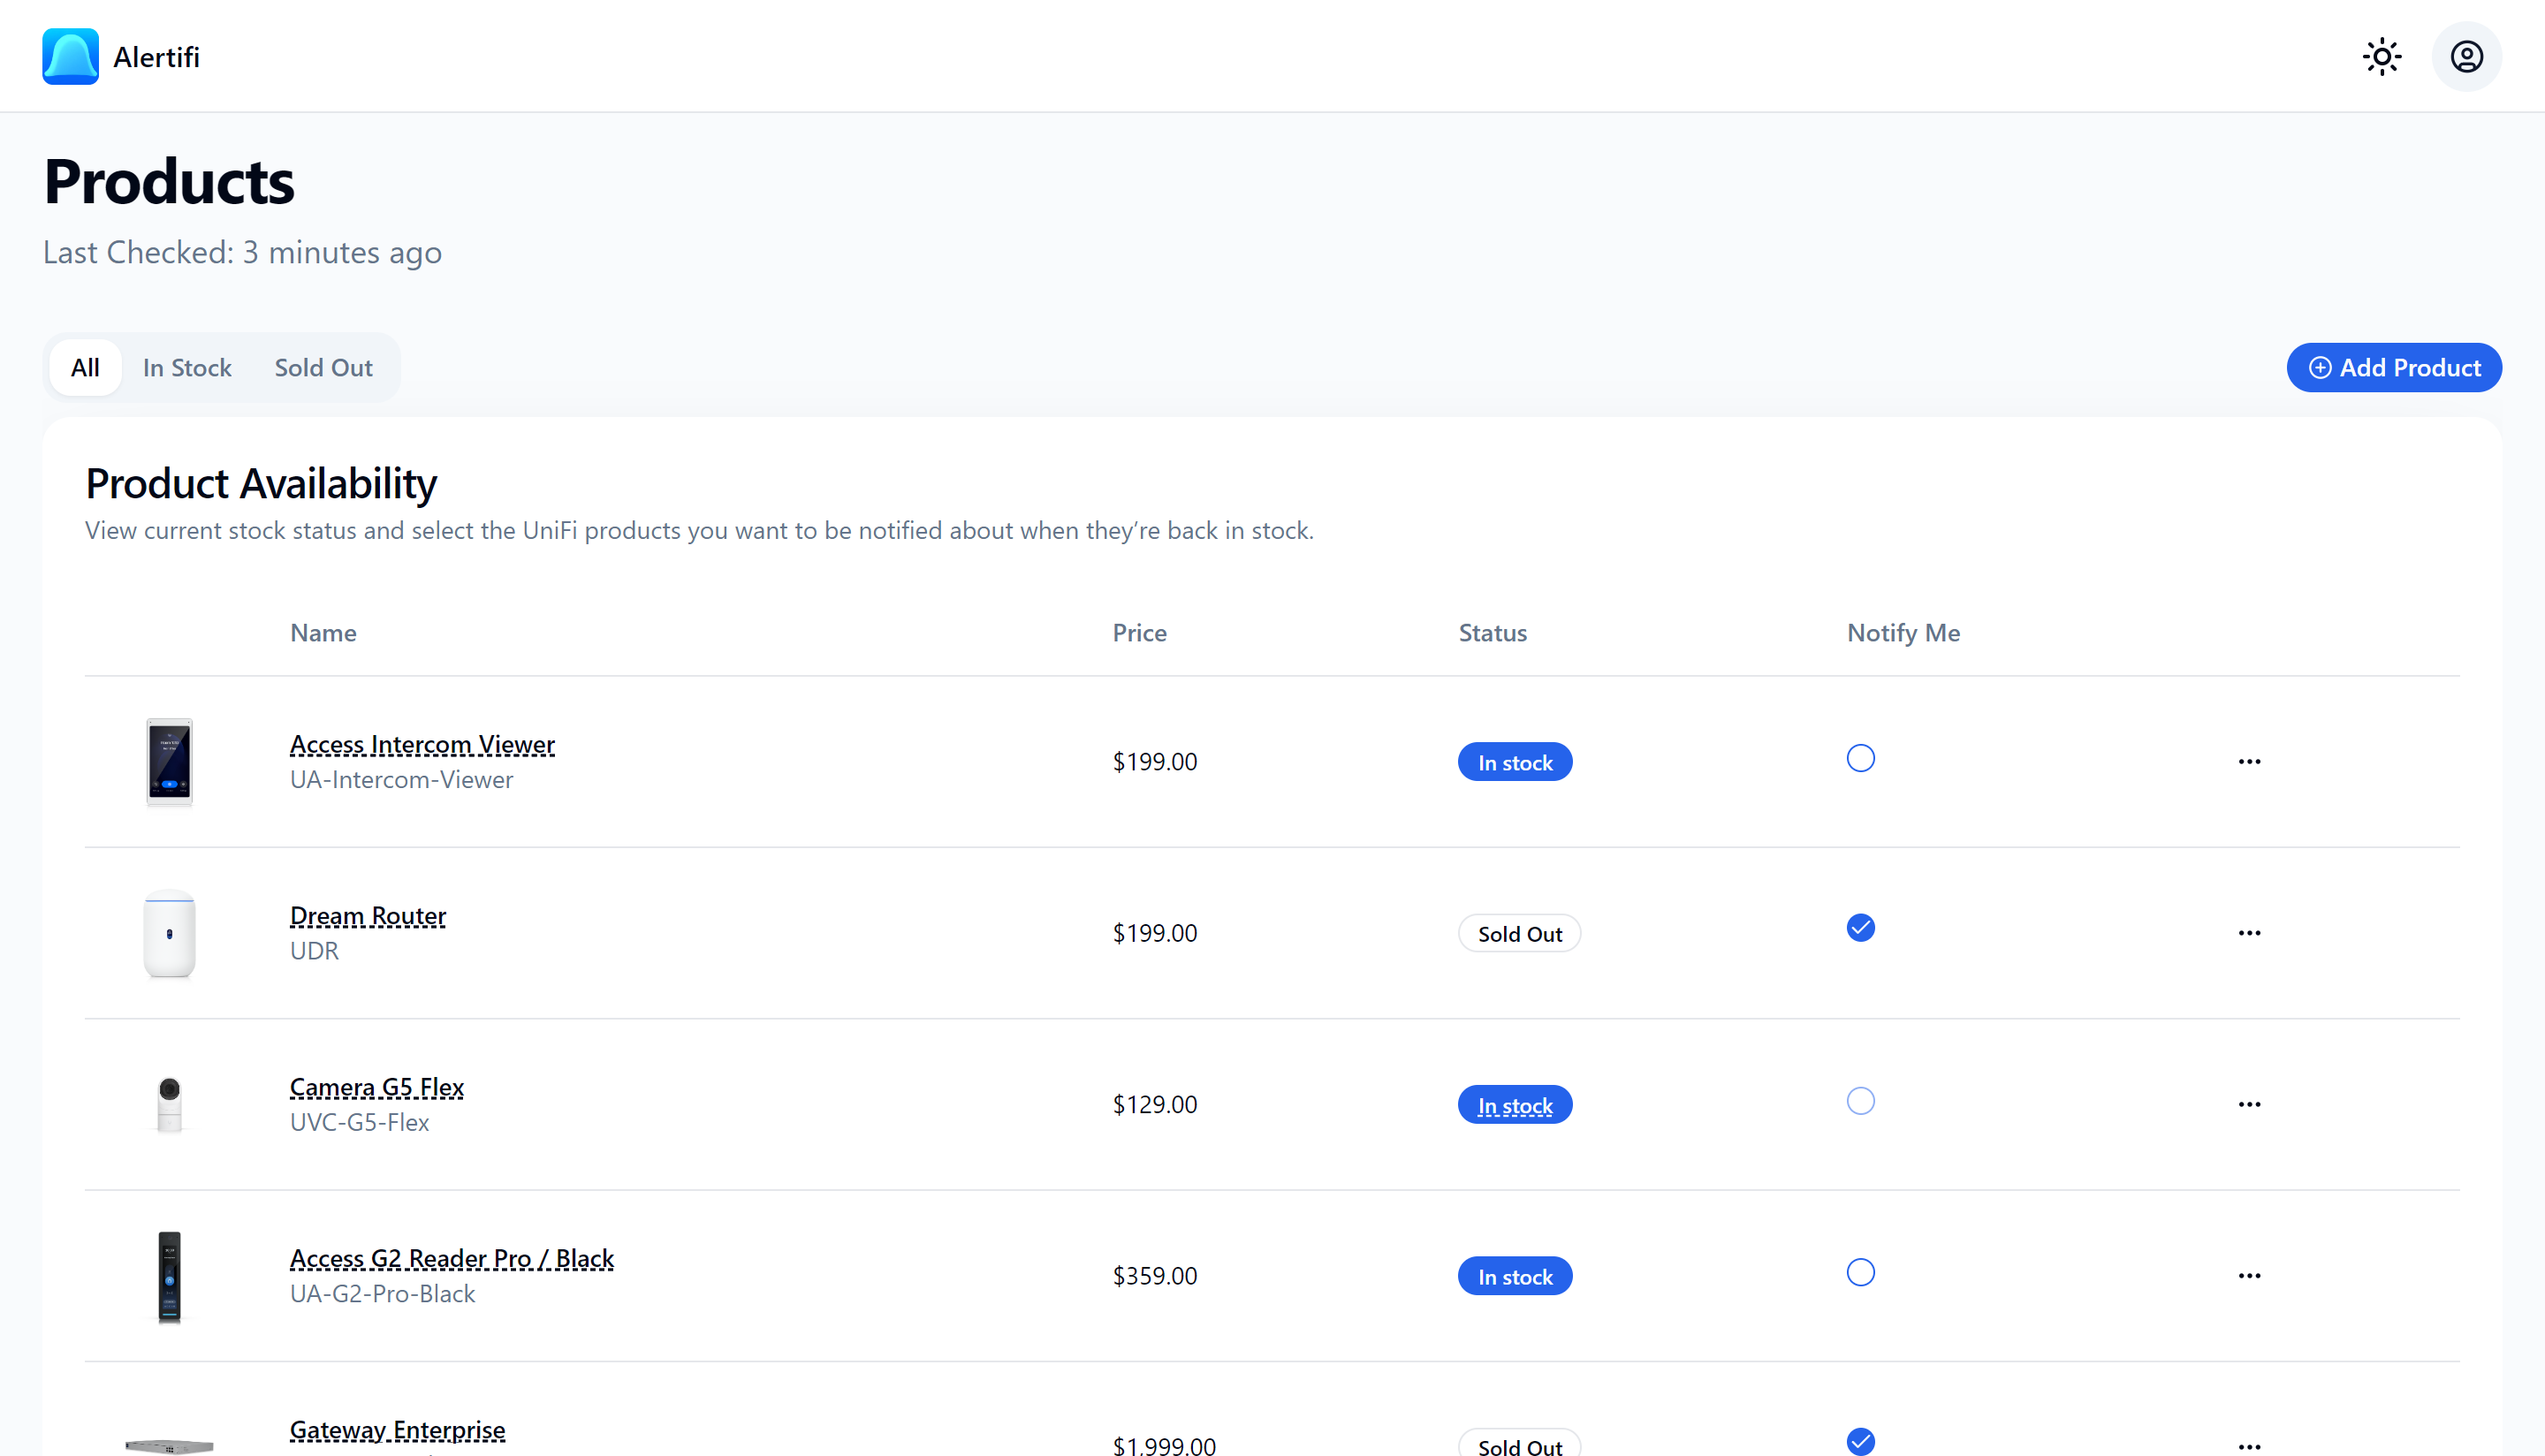 Alertifi
Products
Last Checked: 3 minutes ago
All
In Stock
Sold Out
Add Product
Product Availability
View current stock status and select the UniFi products you want to be notified about when they’re back in stock.
Name
Price
Status
Notify Me
Access Intercom Viewer
UA-Intercom-Viewer
$199.00
In stock
Dream Router
UDR
$199.00
Sold Out
Camera G5 Flex
UVC-G5-Flex
$129.00
In stock
Access G2 Reader Pro / Black
UA-G2-Pro-Black
$359.00
In stock
Gateway Enterprise
$1,999.00
Sold Out